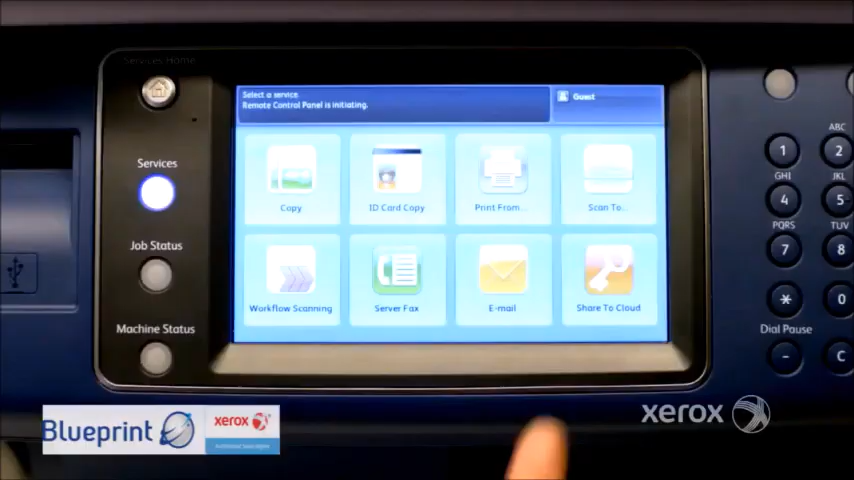 Services Home
Select a service.
Remote Control Panel is initiating.
Guest
Services
Job Status
Machine Status
Copy
ID Card Copy
Print From...
Scan To...
Workflow Scanning
Server Fax
E-mail
Share To Cloud
ABC
1
2
GHI
JKL
4
5
PQRS
TUV
7
8
*
0
Dial Pause
-
C
Blueprint
xerox
xerox